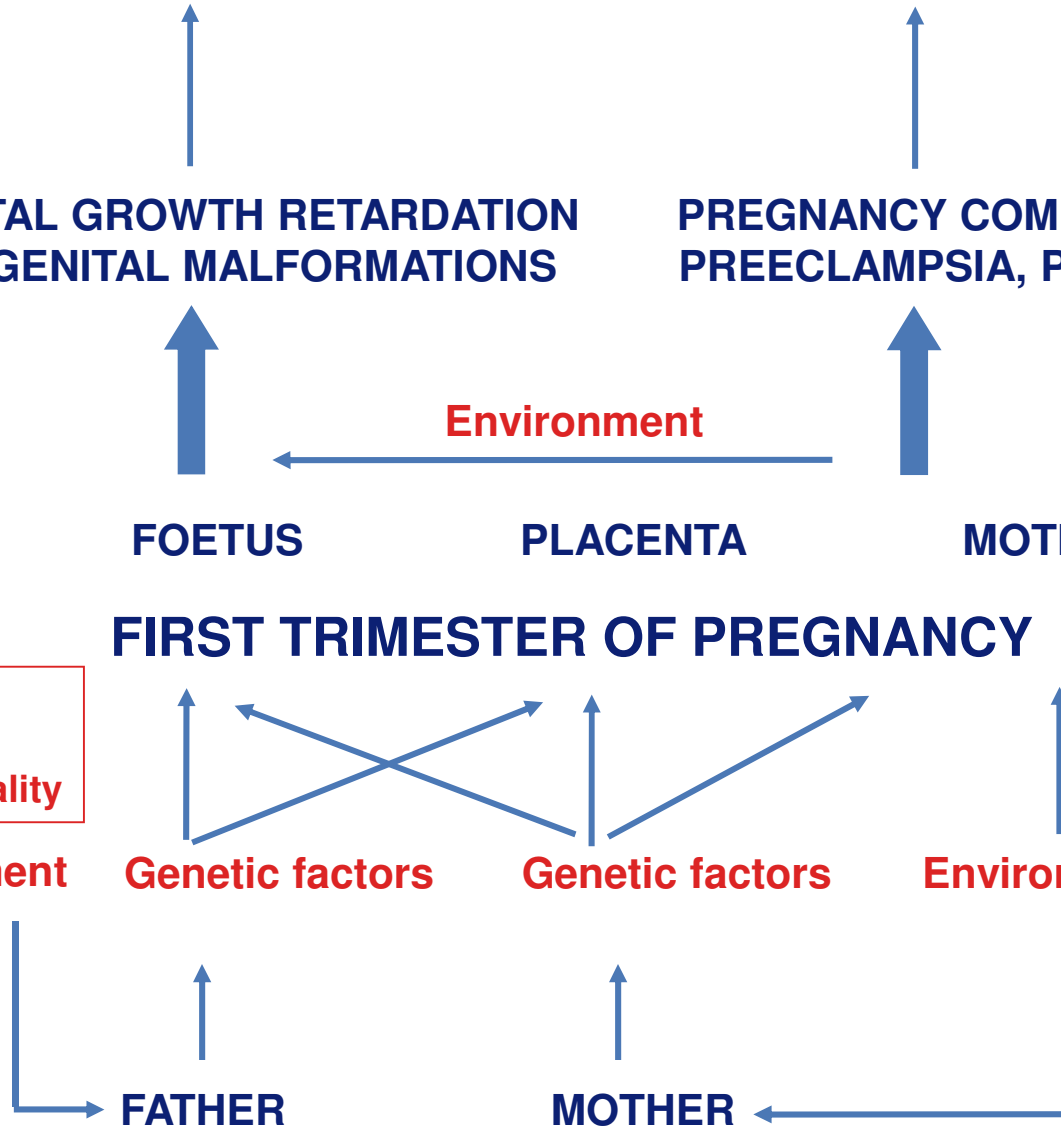 TAL GROWTH RETARDATION
GENITAL MALFORMATIONS
PREGNANCY COM
PREECLAMPSIA, P
Environment
FOETUS
PLACENTA
MOT
FIRST TRIMESTER OF PREGNANCY
ality
ent
Genetic factors
Genetic factors
Environ
FATHER
MOTHER